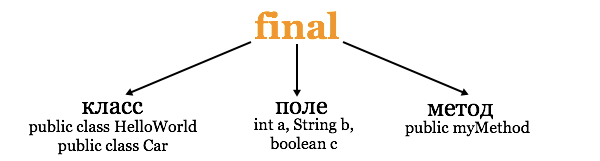 final
класс
public class HelloWorld
public class Car
поле
int a, String b,
boolean c
метод
public myMethod